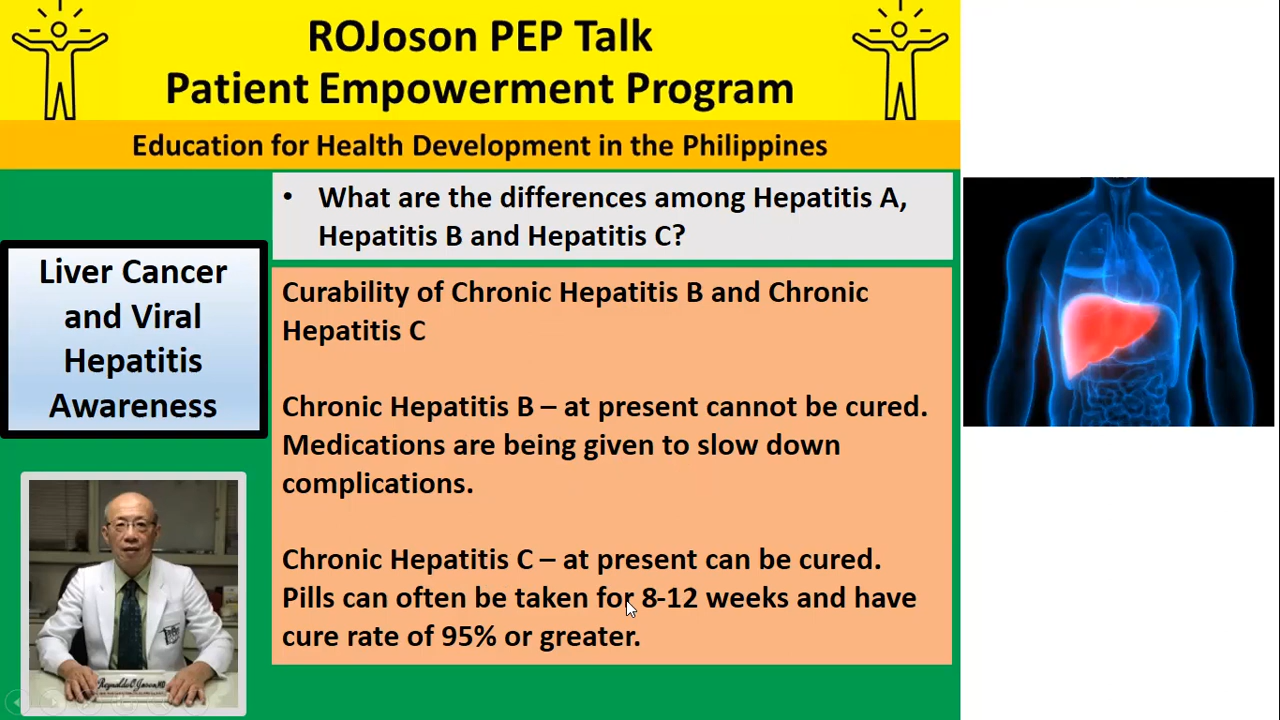 ROJoson PEP Talk
Patient Empowerment Program
Education for Health Development in the Philippines
• What are the differences among Hepatitis A,
Hepatitis B and Hepatitis C?
Liver Cancer
and Viral
Hepatitis
Awareness
Curability of Chronic Hepatitis B and Chronic
Hepatitis C
Chronic Hepatitis B – at present cannot be cured.
Medications are being given to slow down
complications.
Chronic Hepatitis C – at present can be cured.
Pills can often be taken for 8-12 weeks and have
cure rate of 95% or greater.
Reynaldo O. Joson, MD